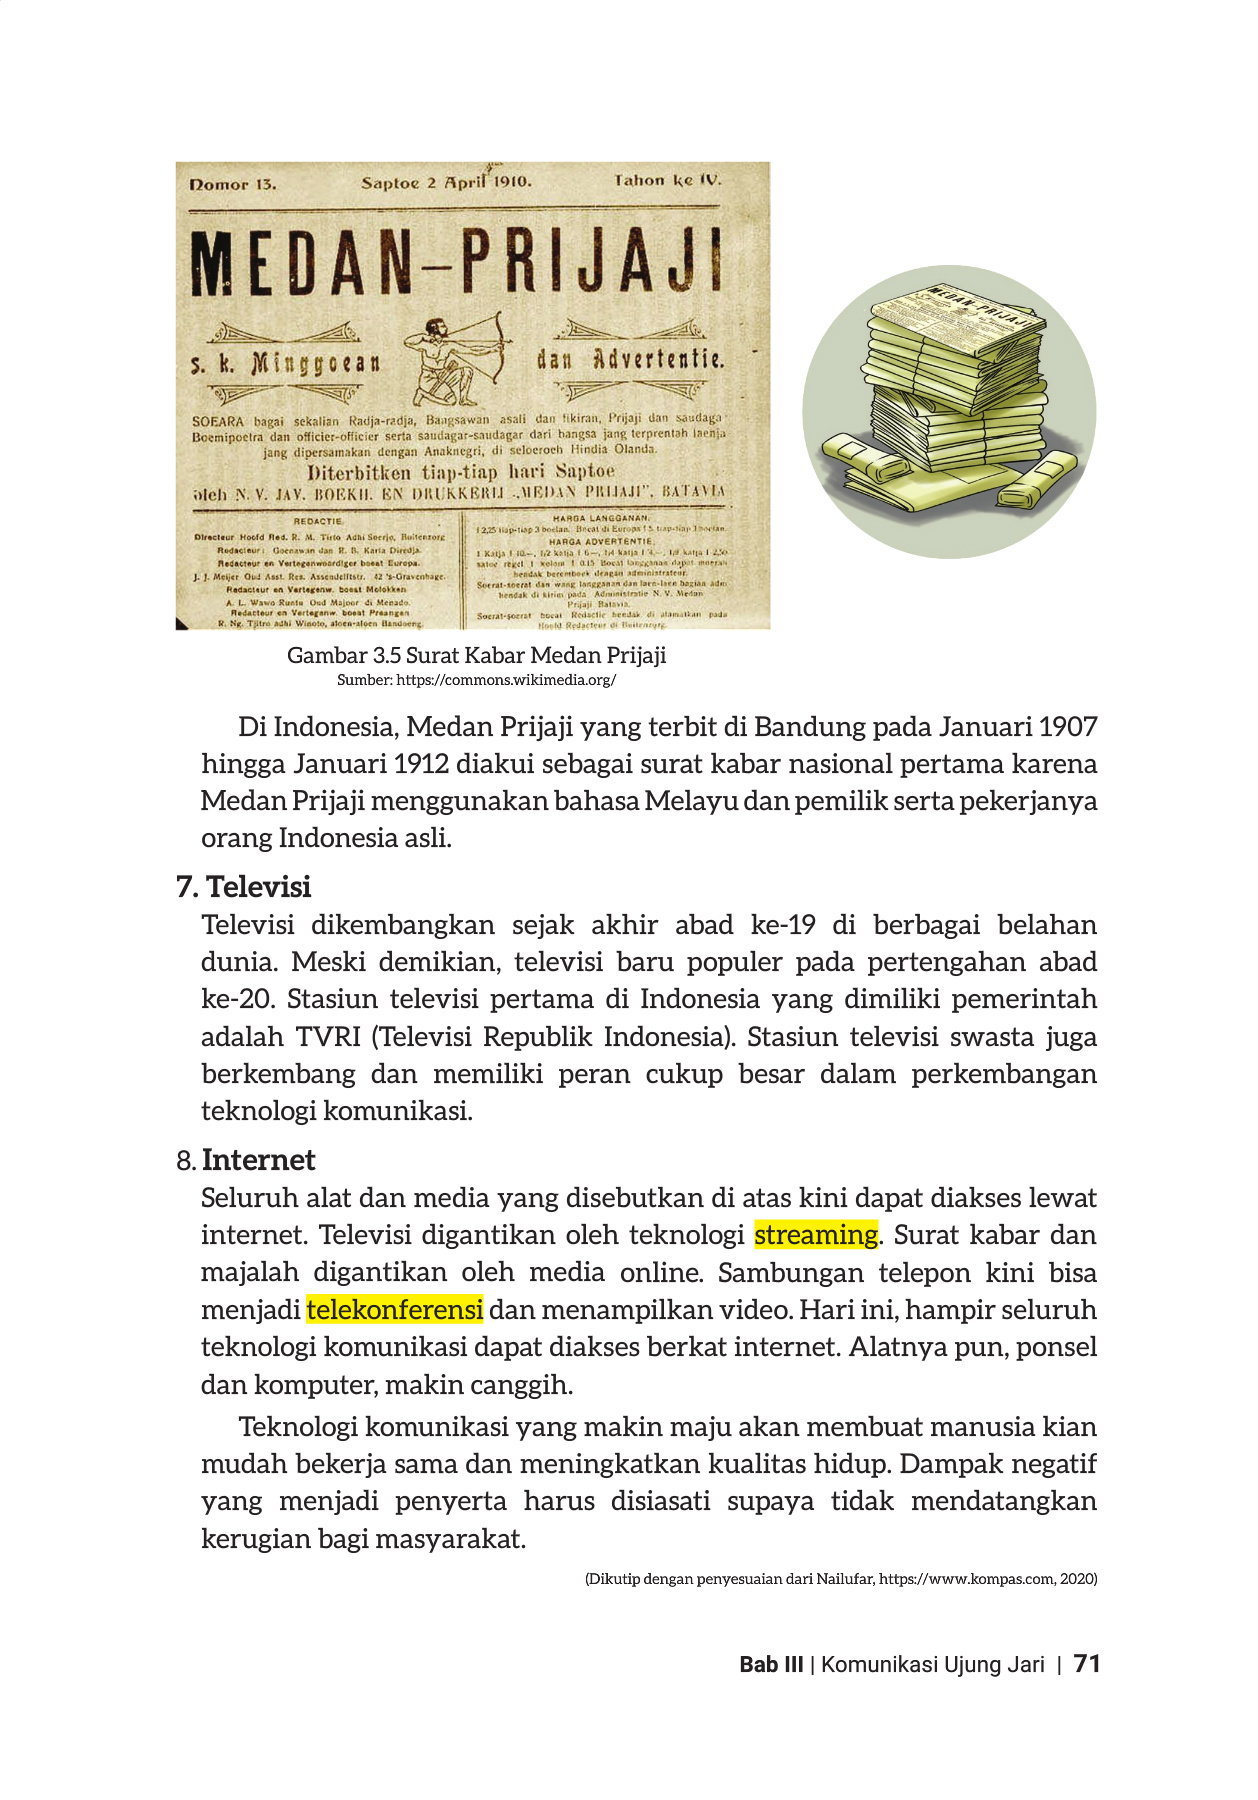 Nomor 13. Saptoe 2 April 1910. Tahon ke IV.
MEDAN-PRIJAJI
s. k. Minggoean dan Advertentie.
SOEARA bagai sekalian Radja-radja, Bangsawan asali dan fikiran, Prijaji dan saudaga
Boemipoetra dan officier-officier serta saudagar-saudagar dari bangsa jang terprentah laenja
jang dipersamakan dengan Anaknegri, di seloeroeh Hindia Olanda.
Diterbitken tiap-tiap hari Saptoe
oleh N. V. JAV. BOEKH. EN DRUKKERIJ „MEDAN PRIJAJI”, BATAVIA
REDACTIE.
Directeur Hoofd Red. R. M. Tirto Adhi Soerjo, Buitenzorg
Redacteur: Goenawan dan R. B. Karta Diredja.
Redacteur en Vertegenwoordiger boeat Europa.
J. J. Meijer Oud Asst. Res. Assendelftstr. 42 's-Gravenhage.
Redacteur en Vertegenw. boeat Molokken
A. L. Wawo Runtu Oud Majoor di Menado.
Redacteur en Vertegenw. boeat Preangan
R. Ng. Tjitro adhi Winoto, aloen-aloen Bandoeng.
HARGA LANGGANAN.
f 2,25 tiap-tiap 3 boelan. Boeat di Europa f 5 tiap-tiap 3 boelan.
HARGA ADVERTENTIE.
1 Katja f 10.—, 1/2 katja f 6—, 1/4 katja f 4.—, 1/8 katja f 2,50
satoe regel 1 kolom f 0.15 Boeat langganan dapat moerah
hendak beremboek dengan administrateur.
Soerat-soerat dan wang langganan dan laen-laen bagian adm
hendak di kirim pada Administratie N. V. Medan
Prijaji Batavia.
Soerat-soerat boeat Redactie hendak di alamatkan pada
Hoofd Redacteur di Buitenzorg.
MEDAN-PRIJAJI
Gambar 3.5 Surat Kabar Medan Prijaji
Sumber: https://commons.wikimedia.org/
Di Indonesia, Medan Prijaji yang terbit di Bandung pada Januari 1907
hingga Januari 1912 diakui sebagai surat kabar nasional pertama karena
Medan Prijaji menggunakan bahasa Melayu dan pemilik serta pekerjanya
orang Indonesia asli.
7. Televisi
Televisi dikembangkan sejak akhir abad ke-19 di berbagai belahan
dunia. Meski demikian, televisi baru populer pada pertengahan abad
ke-20. Stasiun televisi pertama di Indonesia yang dimiliki pemerintah
adalah TVRI (Televisi Republik Indonesia). Stasiun televisi swasta juga
berkembang dan memiliki peran cukup besar dalam perkembangan
teknologi komunikasi.
8. Internet
Seluruh alat dan media yang disebutkan di atas kini dapat diakses lewat
internet. Televisi digantikan oleh teknologi streaming. Surat kabar dan
majalah digantikan oleh media online. Sambungan telepon kini bisa
menjadi telekonferensi dan menampilkan video. Hari ini, hampir seluruh
teknologi komunikasi dapat diakses berkat internet. Alatnya pun, ponsel
dan komputer, makin canggih.
Teknologi komunikasi yang makin maju akan membuat manusia kian
mudah bekerja sama dan meningkatkan kualitas hidup. Dampak negatif
yang menjadi penyerta harus disiasati supaya tidak mendatangkan
kerugian bagi masyarakat.
(Dikutip dengan penyesuaian dari Nailufar, https://www.kompas.com, 2020)
Bab III | Komunikasi Ujung Jari | 71